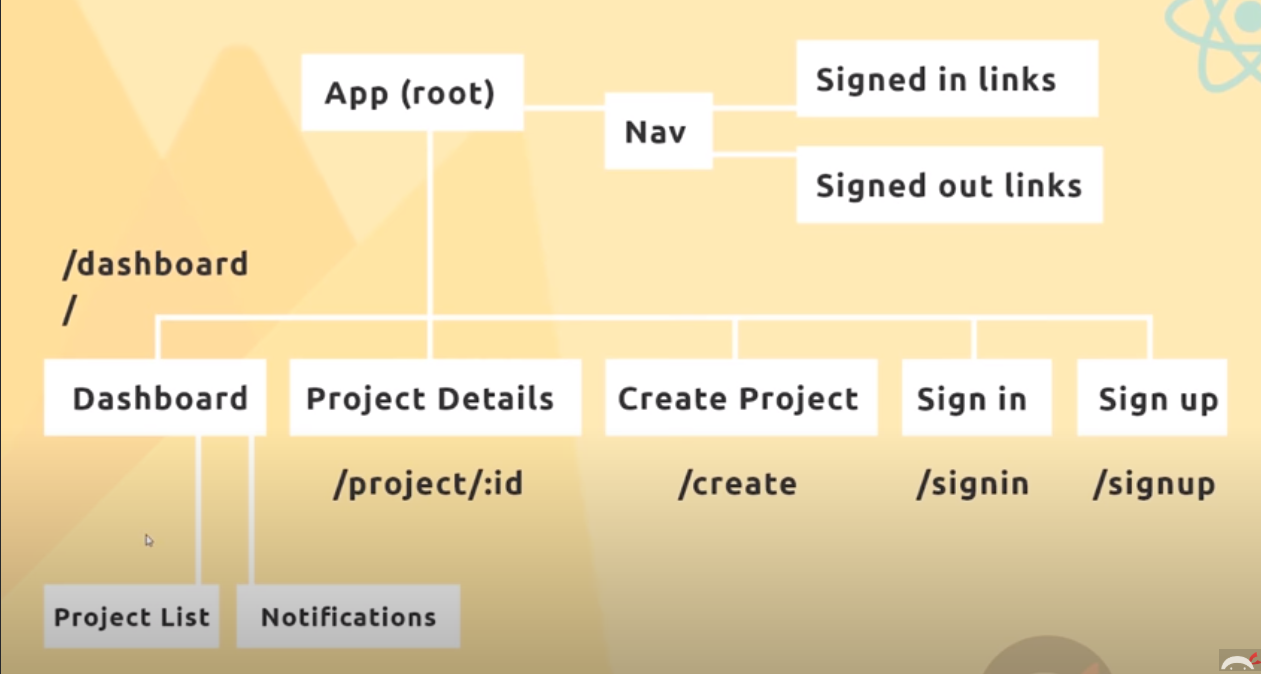 App (root)
Nav
Signed in links
Signed out links
/dashboard
/
Dashboard
Project Details
Create Project
Sign in
Sign up
/project/:id
/create
/signin
/signup
Project List
Notifications